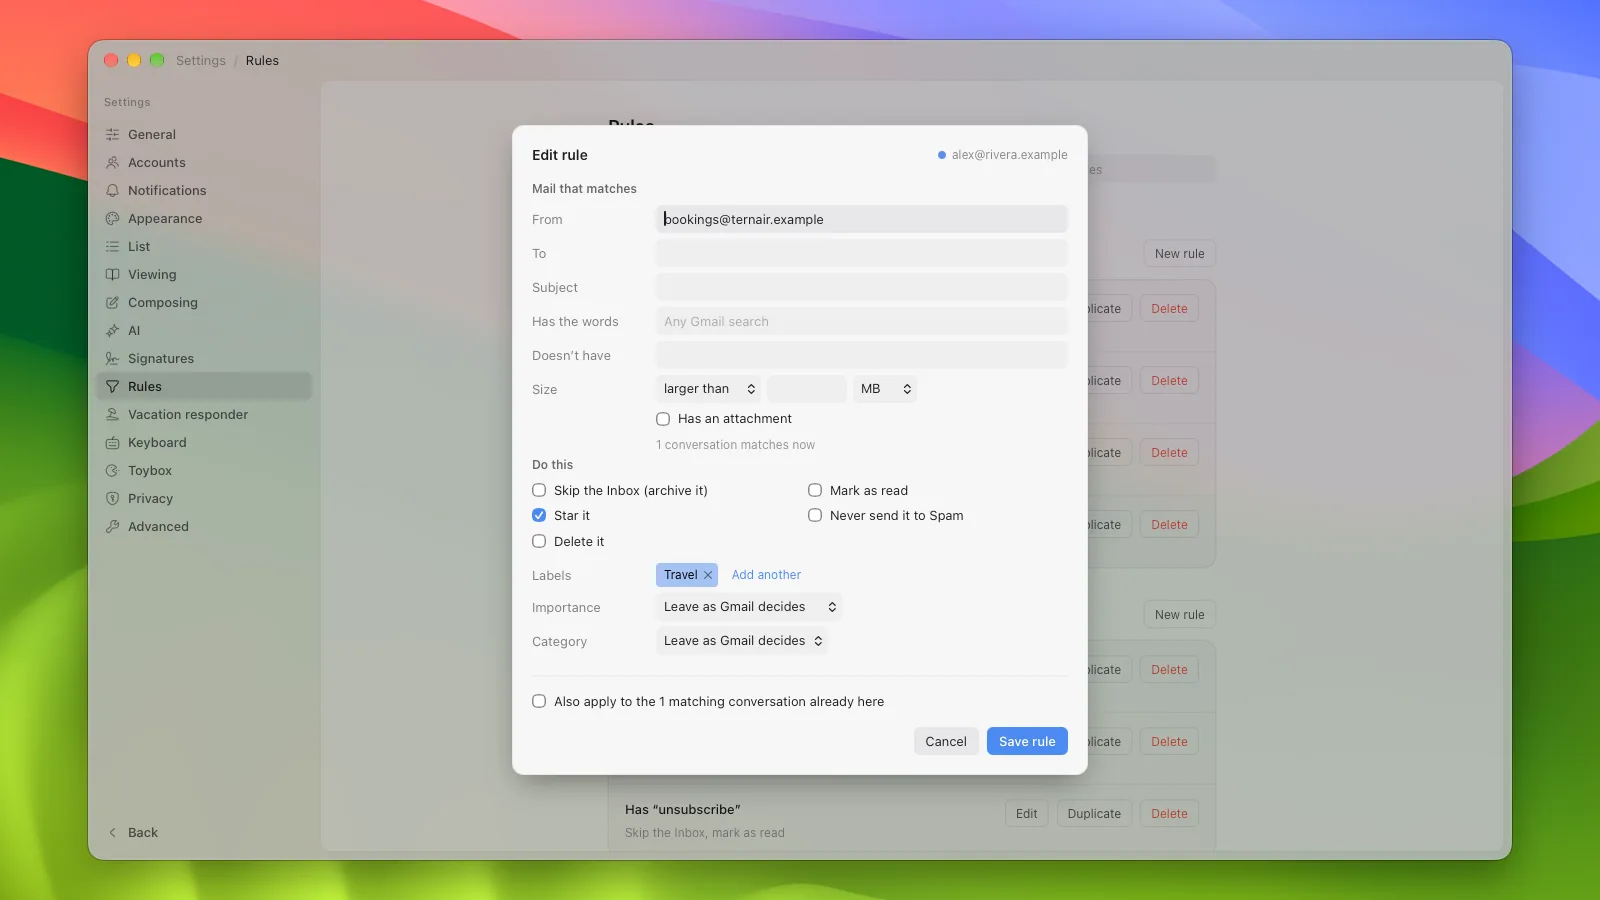 Settings / Rules
Settings
General
Accounts
Notifications
Appearance
List
Viewing
Composing
AI
Signatures
Rules
Vacation responder
Keyboard
Toybox
Privacy
Advanced
Back
Edit rule
alex@rivera.example
Mail that matches
From
bookings@ternair.example
To
Subject
Has the words
Any Gmail search
Doesn't have
Size
larger than
MB
Has an attachment
1 conversation matches now
Do this
Skip the Inbox (archive it)
Mark as read
Star it
Never send it to Spam
Delete it
Labels
Travel
Add another
Importance
Leave as Gmail decides
Category
Leave as Gmail decides
Also apply to the 1 matching conversation already here
Cancel
Save rule
New rule
Delete
Delete
Delete
Delete
New rule
Delete
Delete
Has “unsubscribe”
Skip the Inbox, mark as read
Edit
Duplicate
Delete